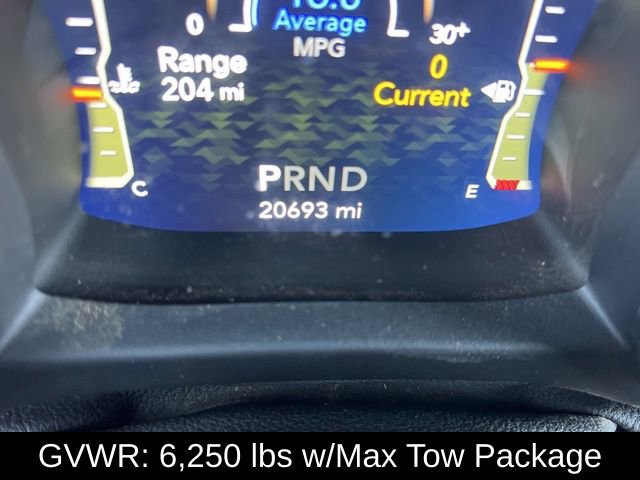 Average
MPG
0
30+
Range
204 mi
0
Current
C
PRND
E
20693 mi
GVWR: 6,250 lbs w/Max Tow Package